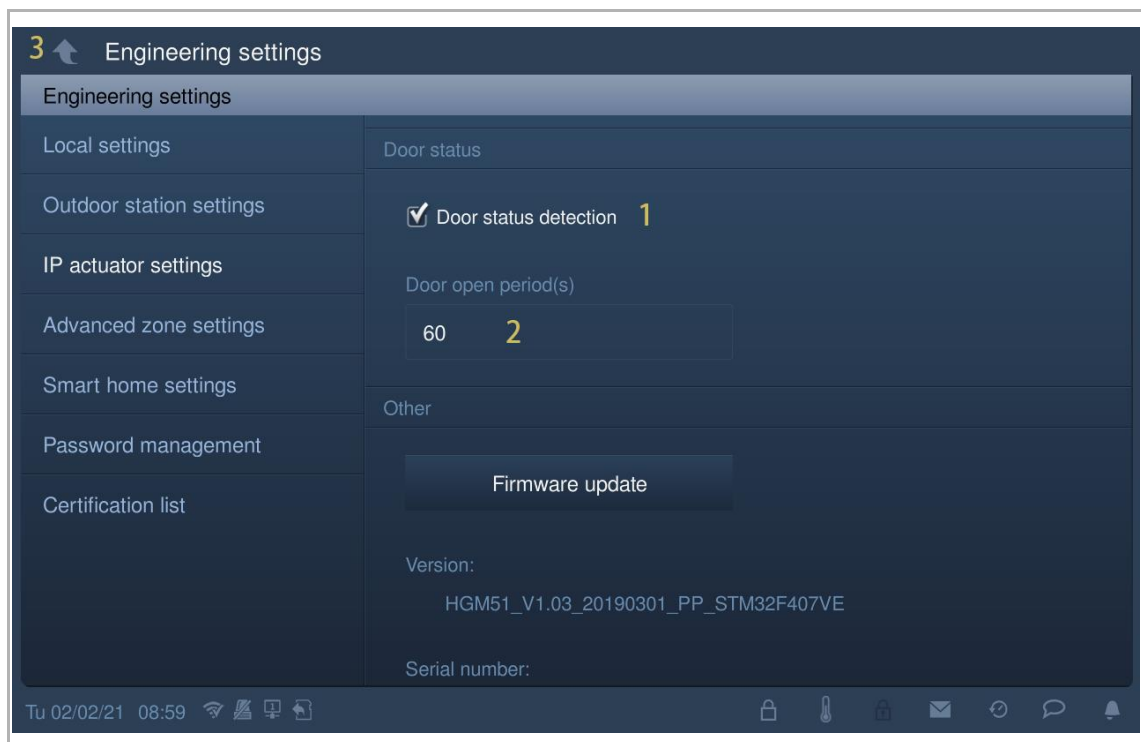 3 Engineering settings
Engineering settings
Local settings
Outdoor station settings
IP actuator settings
Advanced zone settings
Smart home settings
Password management
Certification list
Door status
Door status detection 1
Door open period(s)
60 2
Other
Firmware update
Version:
HGM51_V1.03_20190301_PP_STM32F407VE
Serial number:
Tu 02/02/21 08:59 1